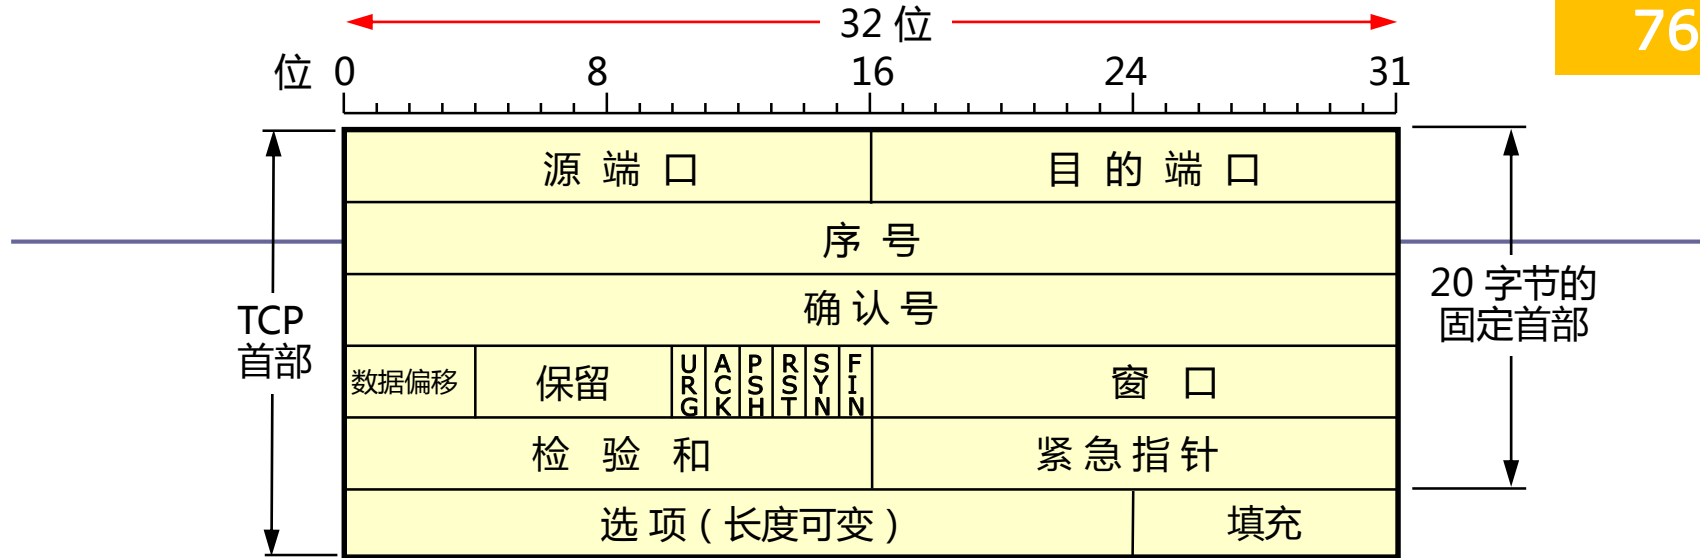 76
32 位
位 0 8 16 24 31
源 端 口 目 的 端 口
序 号
确 认 号
TCP
首部
20 字节的
固定首部
数据偏移 保留 URG ACK PSH RST SYN FIN 窗 口
检 验 和 紧 急 指 针
选 项 ( 长 度 可 变 ) 填充